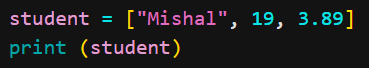 student = ["Mishal", 19, 3.89]
print (student)